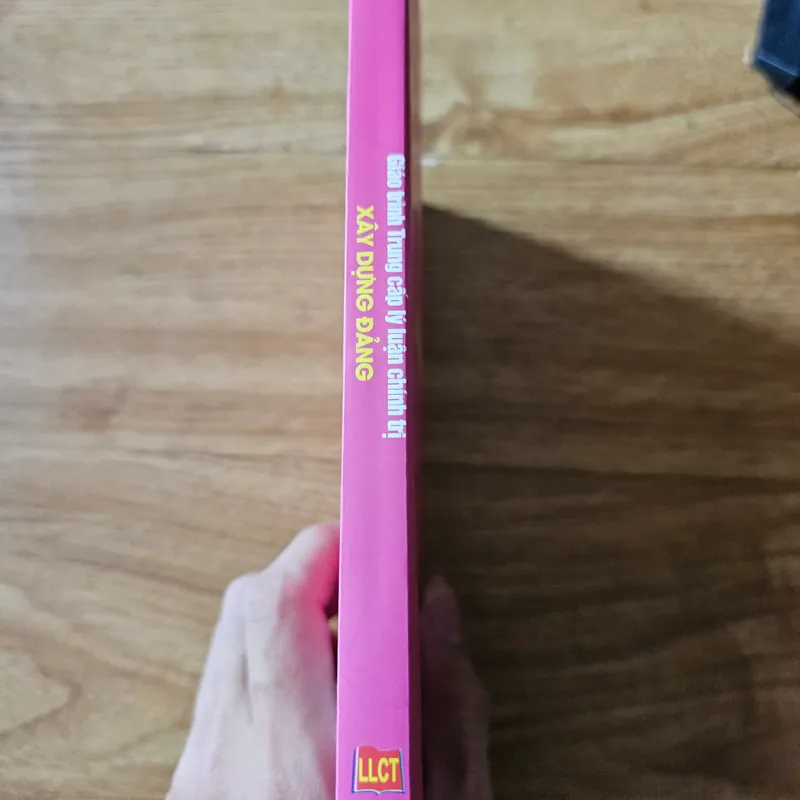 Giáo trình Trung cấp lý luận chính trị
XÂY DỰNG ĐẢNG
LLCT